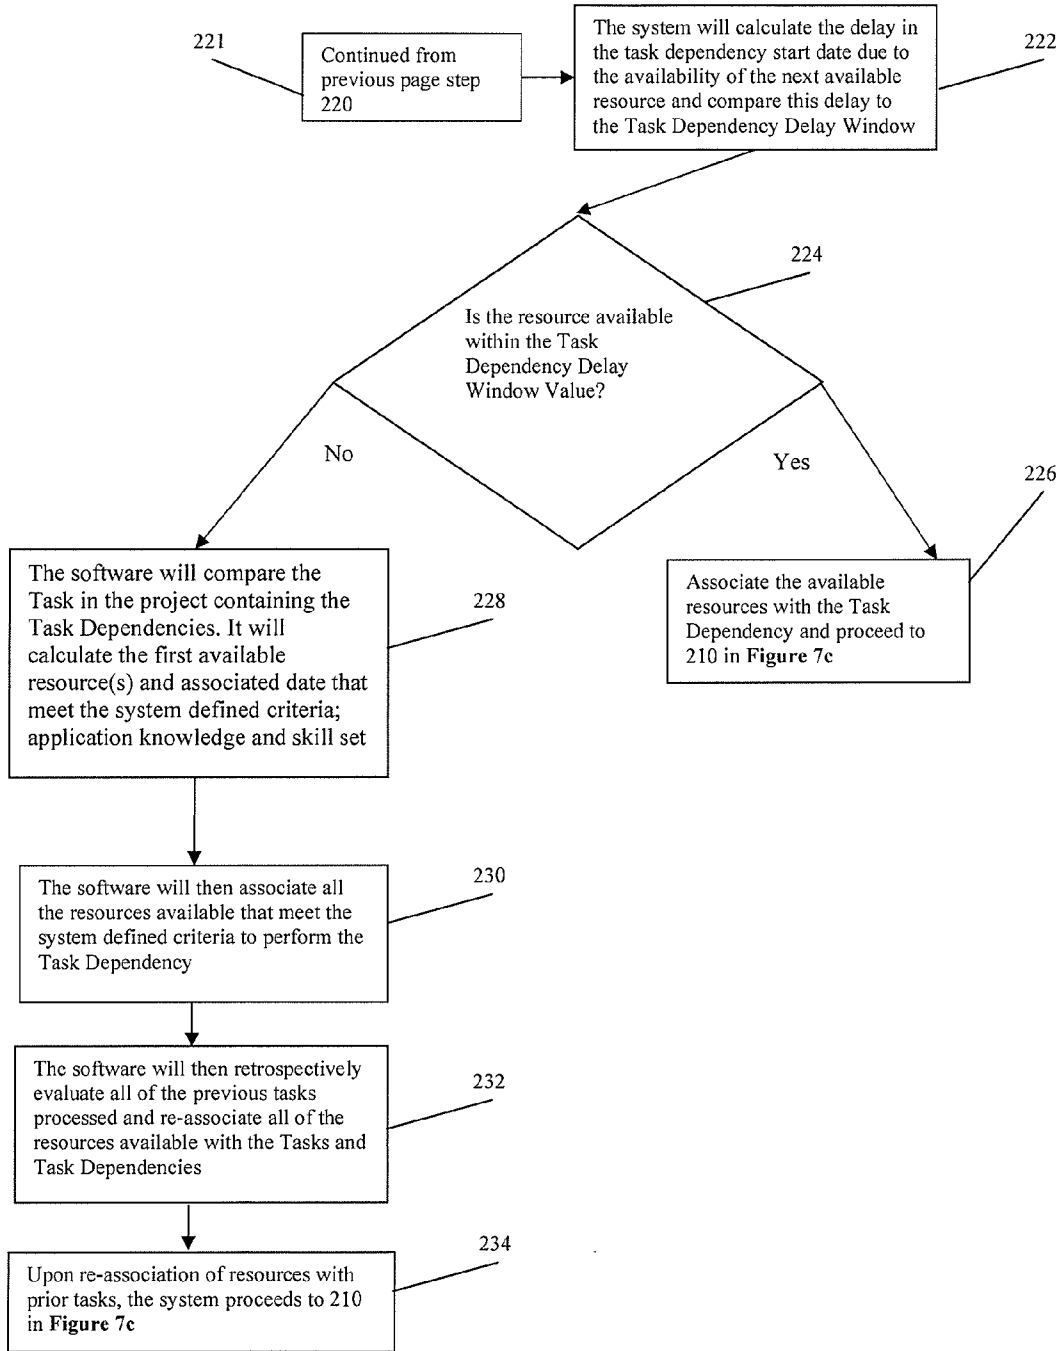 221
Continued from
previous page step
220
The system will calculate the delay in
the task dependency start date due to
the availability of the next available
resource and compare this delay to
the Task Dependency Delay Window
222
224
Is the resource available
within the Task
Dependency Delay
Window Value?
No
Yes
226
Associate the available
resources with the Task
Dependency and proceed to
210 in Figure 7c
The software will compare the
Task in the project containing the
Task Dependencies. It will
calculate the first available
resource(s) and associated date that
meet the system defined criteria;
application knowledge and skill set
228
The software will then associate all
the resources available that meet the
system defined criteria to perform the
Task Dependency
230
The software will then retrospectively
evaluate all of the previous tasks
processed and re-associate all of the
resources available with the Tasks and
Task Dependencies
232
Upon re-association of resources with
prior tasks, the system proceeds to 210
in Figure 7c
234